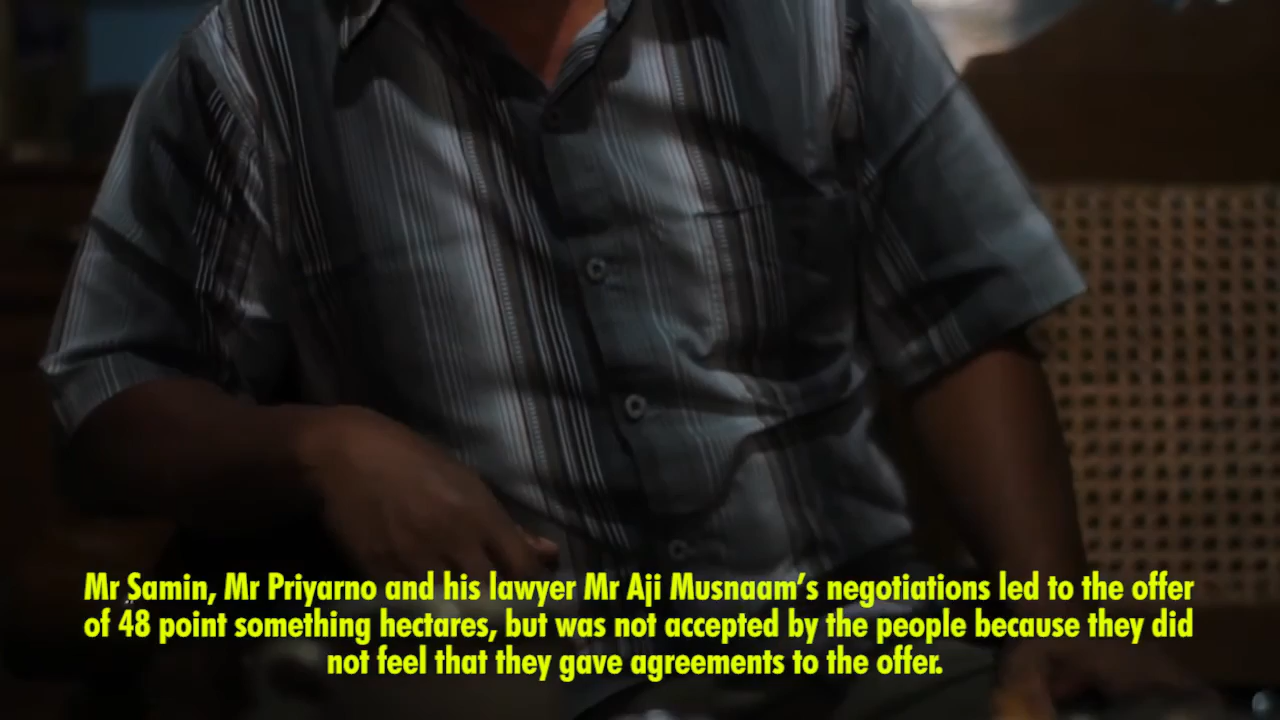 Mr Samin, Mr Priyarno and his lawyer Mr Aji Musnaam’s negotiations led to the offer
of 48 point something hectares, but was not accepted by the people because they did
not feel that they gave agreements to the offer.